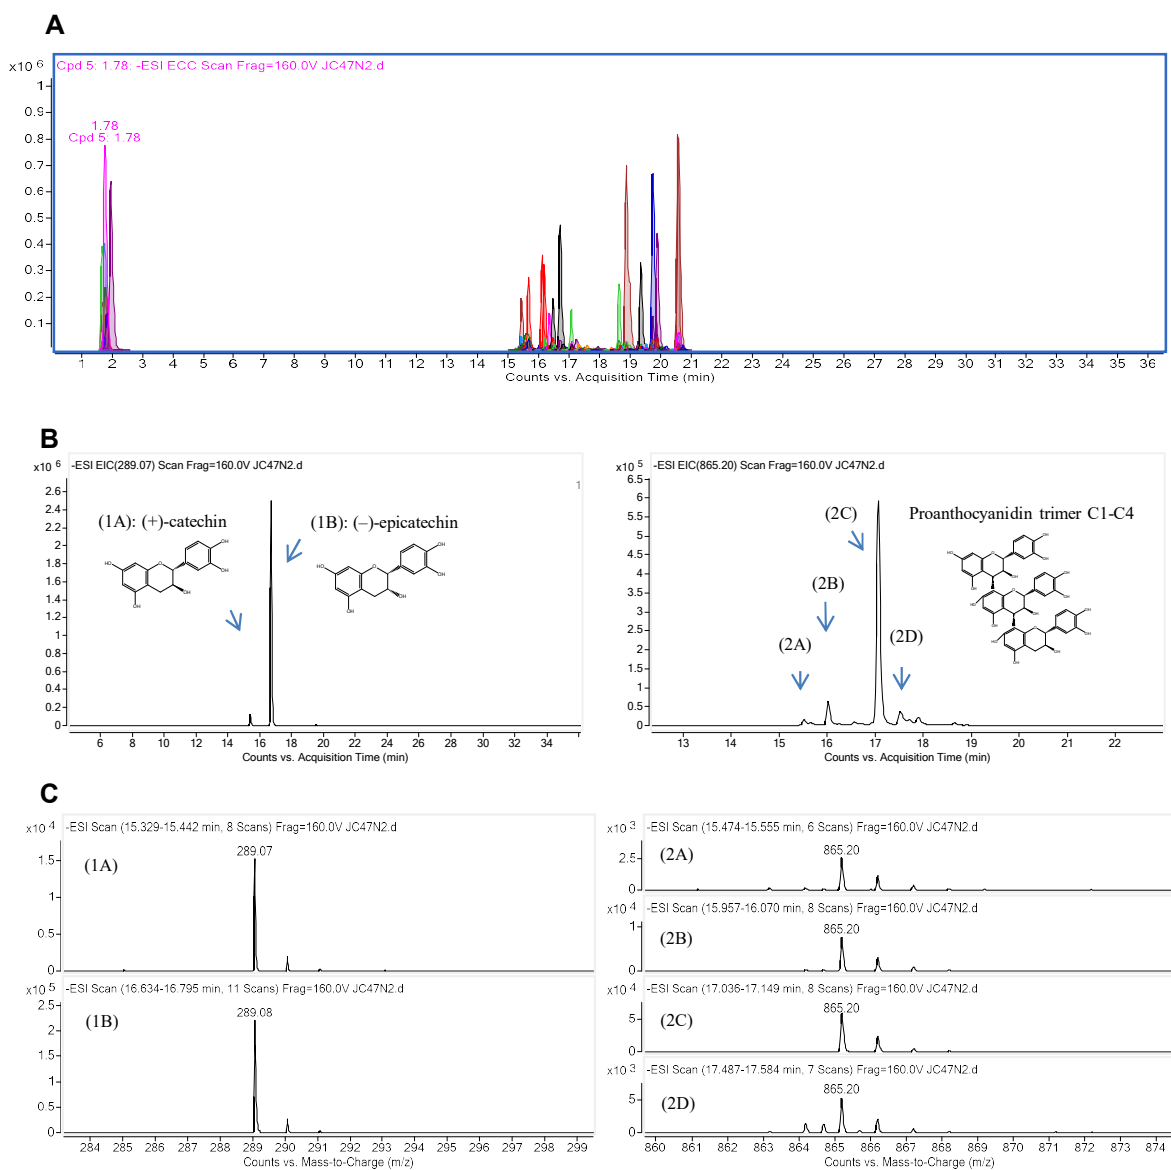 A
x10 6
Cpd 5: 1.78: -ESI ECC Scan Frag=160.0V JC47N2.d
1
0.9
0.8
0.7
0.6
0.5
0.4
0.3
0.2
0.1
1.78
Cpd 5: 1.78
1 2 3 4 5 6 7 8 9 10 11 12 13 14 15 16 17 18 19 20 21 22 23 24 25 26 27 28 29 30 31 32 33 34 35 36
Counts vs. Acquisition Time (min)
B
x10 6
-ESI EIC(289.07) Scan Frag=160.0V JC47N2.d
1
2.6
2.4
2.2
2
1.8
1.6
1.4
1.2
1
0.8
0.6
0.4
0.2
0
(1A): (+)-catechin
(1B): (–)-epicatechin
6 8 10 12 14 16 18 20 22 24 26 28 30 32 34
Counts vs. Acquisition Time (min)
x10 5
-ESI EIC(865.20) Scan Frag=160.0V JC47N2.d
6.5
6
5.5
5
4.5
4
3.5
3
2.5
2
1.5
1
0.5
0
(2C)
Proanthocyanidin trimer C1-C4
(2B)
(2A)
(2D)
13 14 15 16 17 18 19 20 21 22
Counts vs. Acquisition Time (min)
C
x10 4
-ESI Scan (15.329-15.442 min, 8 Scans) Frag=160.0V JC47N2.d
289.07
(1A)
1.5
1
0.5
0
x10 5
-ESI Scan (16.634-16.795 min, 11 Scans) Frag=160.0V JC47N2.d
289.08
(1B)
2.5
2
1.5
1
0.5
0
284 285 286 287 288 289 290 291 292 293 294 295 296 297 298 299
Counts vs. Mass-to-Charge (m/z)
x10 3
-ESI Scan (15.474-15.555 min, 6 Scans) Frag=160.0V JC47N2.d
865.20
(2A)
2.5
0
x10 4
-ESI Scan (15.957-16.070 min, 8 Scans) Frag=160.0V JC47N2.d
865.20
(2B)
1
0
x10 4
-ESI Scan (17.036-17.149 min, 8 Scans) Frag=160.0V JC47N2.d
865.20
(2C)
5
0
x10 3
-ESI Scan (17.487-17.584 min, 7 Scans) Frag=160.0V JC47N2.d
865.20
(2D)
5
0
860 861 862 863 864 865 866 867 868 869 870 871 872 873 874
Counts vs. Mass-to-Charge (m/z)